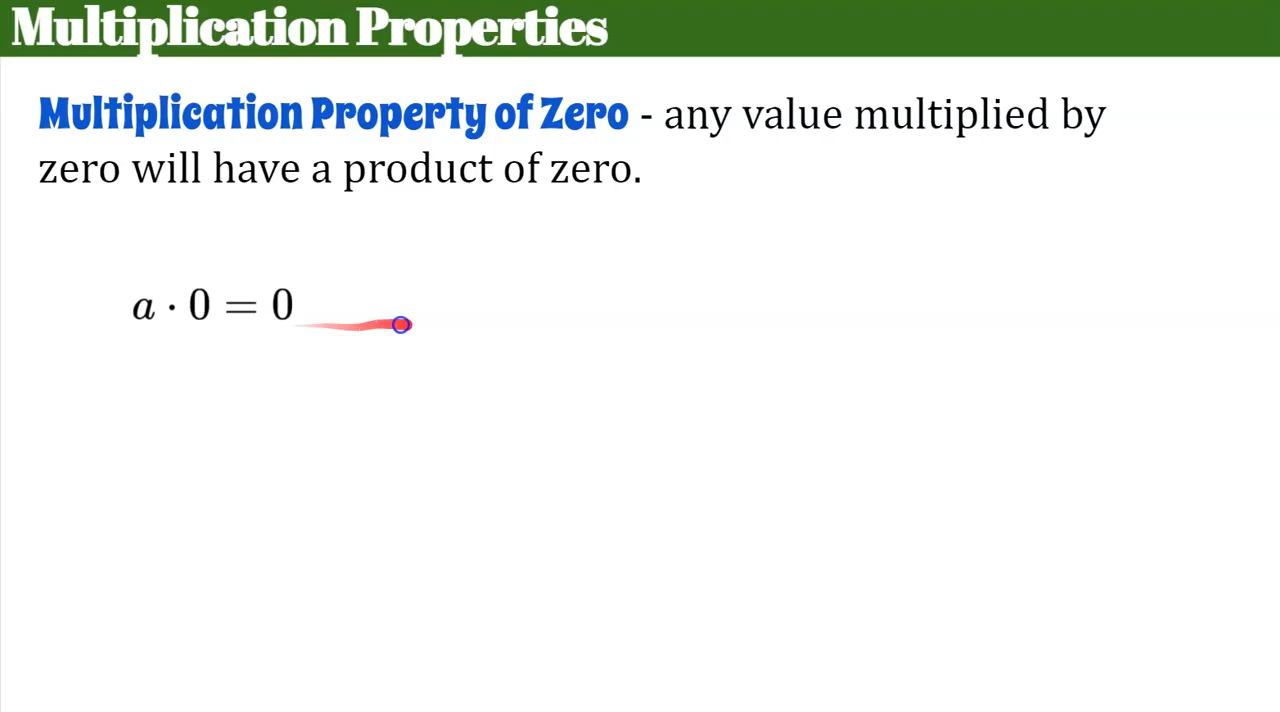 Multiplication Properties
Multiplication Property of Zero - any value multiplied by
zero will have a product of zero.
a · 0 = 0